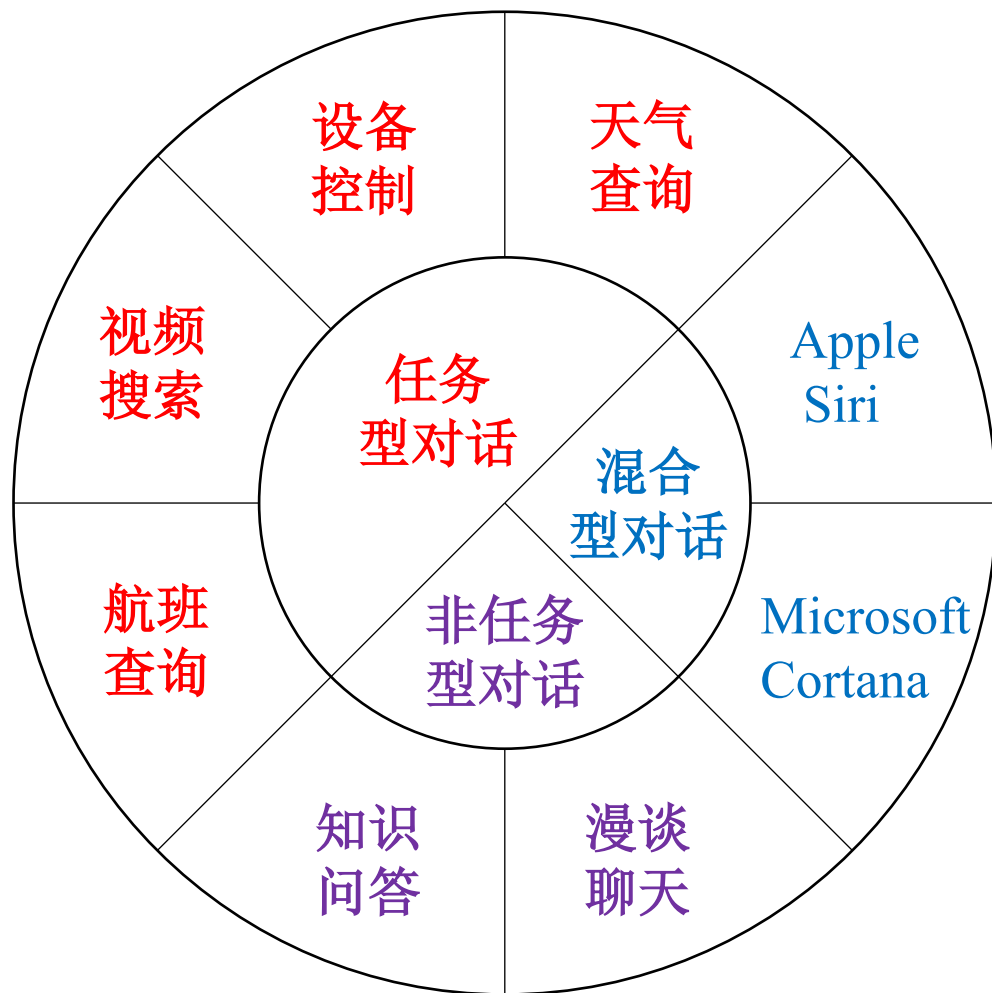 设备
控制
天气
查询
视频
搜索
任务
型对话
Apple
Siri
混合
型对话
航班
查询
非任务
型对话
Microsoft
Cortana
知识
问答
漫谈
聊天